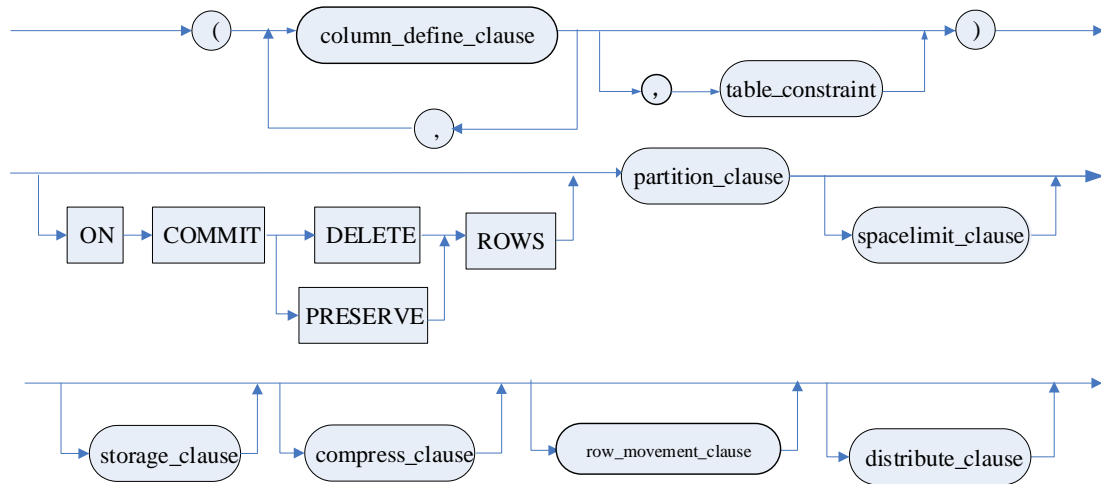 ( column_define_clause )
, table_constraint
,
partition_clause
ON COMMIT DELETE ROWS spacelimit_clause
PRESERVE
storage_clause compress_clause row_movement_clause distribute_clause